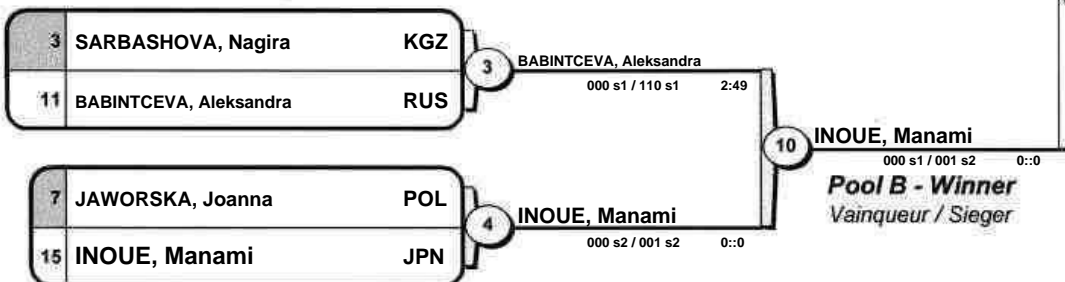 3 SARBASHOVA, Nagira KGZ
11 BABINTCEVA, Aleksandra RUS
3
BABINTCEVA, Aleksandra
000 s1 / 110 s1 2:49
7 JAWORSKA, Joanna POL
15 INOUE, Manami JPN
4
INOUE, Manami
000 s2 / 001 s2 0::0
10
INOUE, Manami
000 s1 / 001 s2 0::0
Pool B - Winner
Vainqueur / Sieger